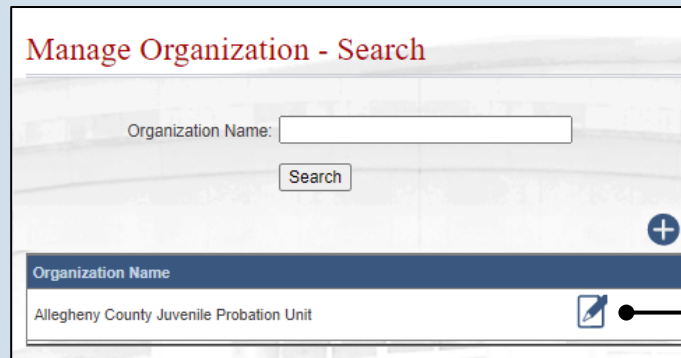 Manage Organization - Search
Organization Name:
Search
Organization Name
Allegheny County Juvenile Probation Unit